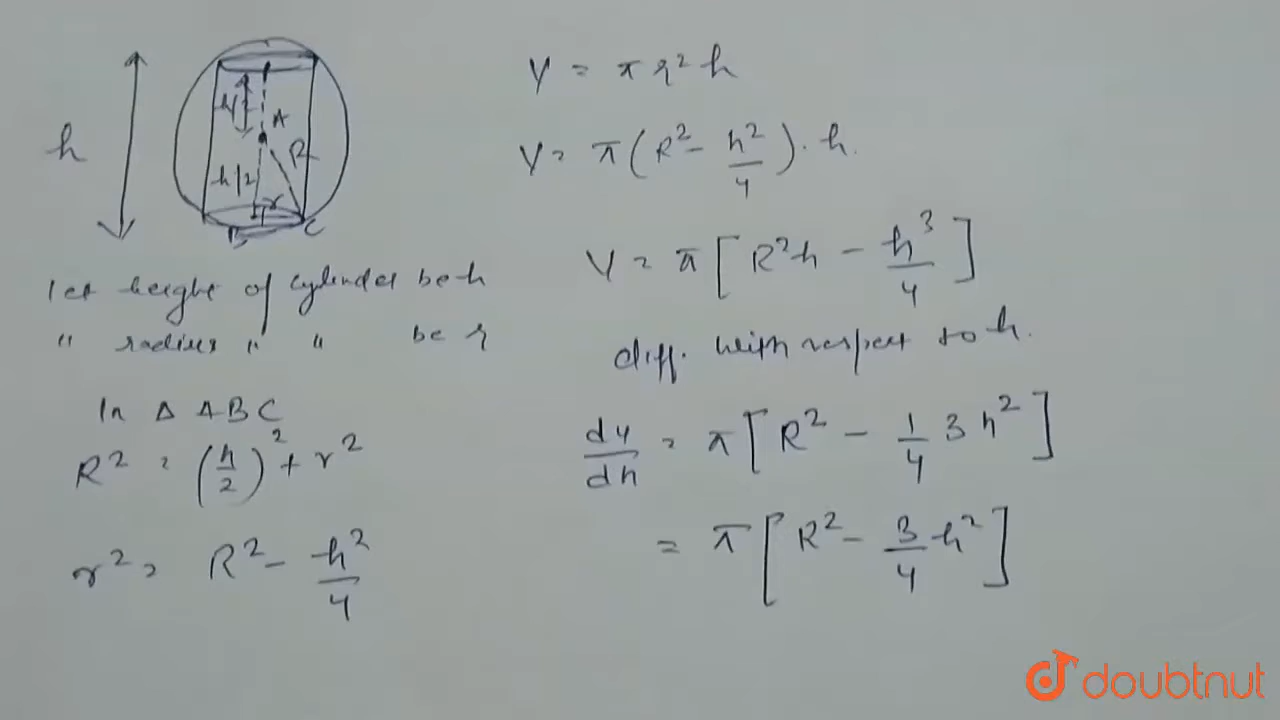 h
h/2
A
R
h/2
r
B
C
Let height of cylinder be h
" radius " " be r
In Δ ABC
R² = (h/2)² + r²
r² = R² - h²/4
V = π r² h
V = π(R² - h²/4) · h.
V = π [R²h - h³/4]
diff. with respect to h.
dV/dh = π [R² - 1/4 3h²]
= π [R² - 3/4 h²]
doubtnut